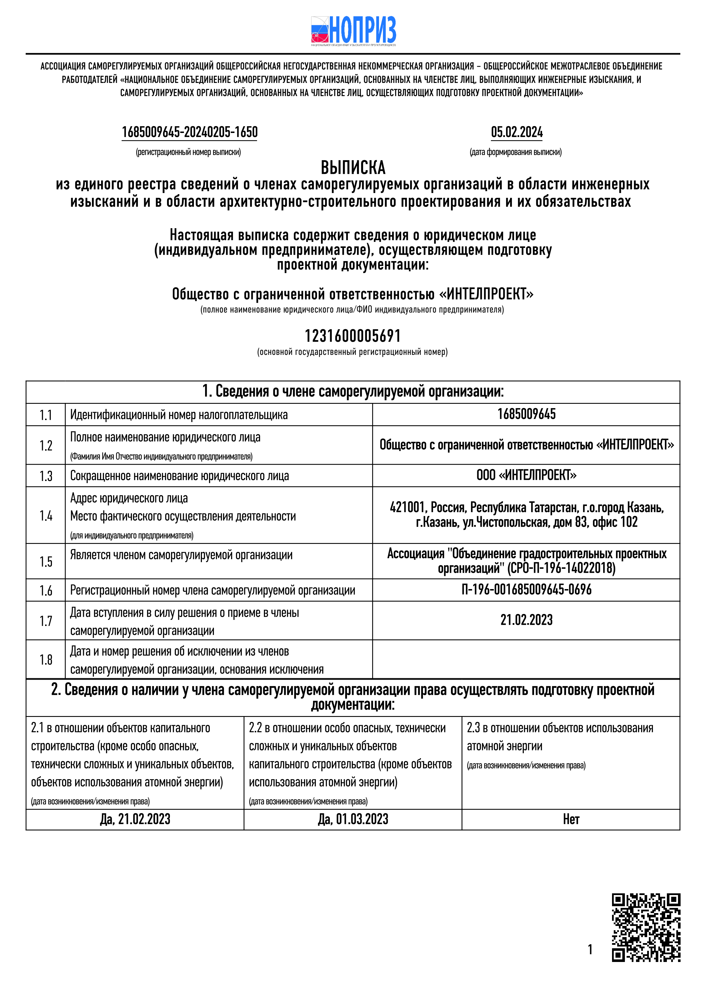 НОПРИЗ
НАЦИОНАЛЬНОЕ ОБЪЕДИНЕНИЕ ИЗЫСКАТЕЛЕЙ И ПРОЕКТИРОВЩИКОВ
АССОЦИАЦИЯ САМОРЕГУЛИРУЕМЫХ ОРГАНИЗАЦИЙ ОБЩЕРОССИЙСКАЯ НЕГОСУДАРСТВЕННАЯ НЕКОММЕРЧЕСКАЯ ОРГАНИЗАЦИЯ – ОБЩЕРОССИЙСКОЕ МЕЖОТРАСЛЕВОЕ ОБЪЕДИНЕНИЕ
РАБОТОДАТЕЛЕЙ «НАЦИОНАЛЬНОЕ ОБЪЕДИНЕНИЕ САМОРЕГУЛИРУЕМЫХ ОРГАНИЗАЦИЙ, ОСНОВАННЫХ НА ЧЛЕНСТВЕ ЛИЦ, ВЫПОЛНЯЮЩИХ ИНЖЕНЕРНЫЕ ИЗЫСКАНИЯ, И
САМОРЕГУЛИРУЕМЫХ ОРГАНИЗАЦИЙ, ОСНОВАННЫХ НА ЧЛЕНСТВЕ ЛИЦ, ОСУЩЕСТВЛЯЮЩИХ ПОДГОТОВКУ ПРОЕКТНОЙ ДОКУМЕНТАЦИИ»
1685009645-20240205-1650
(регистрационный номер выписки)
05.02.2024
(дата формирования выписки)
ВЫПИСКА
из единого реестра сведений о членах саморегулируемых организаций в области инженерных
изысканий и в области архитектурно-строительного проектирования и их обязательствах
Настоящая выписка содержит сведения о юридическом лице
(индивидуальном предпринимателе), осуществляющем подготовку
проектной документации:
Общество с ограниченной ответственностью «ИНТЕЛПРОЕКТ»
(полное наименование юридического лица/ФИО индивидуального предпринимателя)
1231600005691
(основной государственный регистрационный номер)
1. Сведения о члене саморегулируемой организации:
1.1
Идентификационный номер налогоплательщика
1685009645
1.2
Полное наименование юридического лица
(Фамилия Имя Отчество индивидуального предпринимателя)
Общество с ограниченной ответственностью «ИНТЕЛПРОЕКТ»
1.3
Сокращенное наименование юридического лица
ООО «ИНТЕЛПРОЕКТ»
1.4
Адрес юридического лица
Место фактического осуществления деятельности
(для индивидуального предпринимателя)
421001, Россия, Республика Татарстан, г.о.город Казань,
г.Казань, ул.Чистопольская, дом 83, офис 102
1.5
Является членом саморегулируемой организации
Ассоциация "Объединение градостроительных проектных
организаций" (СРО-П-196-14022018)
1.6
Регистрационный номер члена саморегулируемой организации
П-196-001685009645-0696
1.7
Дата вступления в силу решения о приеме в члены
саморегулируемой организации
21.02.2023
1.8
Дата и номер решения об исключении из членов
саморегулируемой организации, основания исключения
2. Сведения о наличии у члена саморегулируемой организации права осуществлять подготовку проектной
документации:
2.1 в отношении объектов капитального
строительства (кроме особо опасных,
технически сложных и уникальных объектов,
объектов использования атомной энергии)
(дата возникновения/изменения права)
2.2 в отношении особо опасных, технически
сложных и уникальных объектов
капитального строительства (кроме объектов
использования атомной энергии)
(дата возникновения/изменения права)
2.3 в отношении объектов использования
атомной энергии
(дата возникновения/изменения права)
Да, 21.02.2023
Да, 01.03.2023
Нет
1